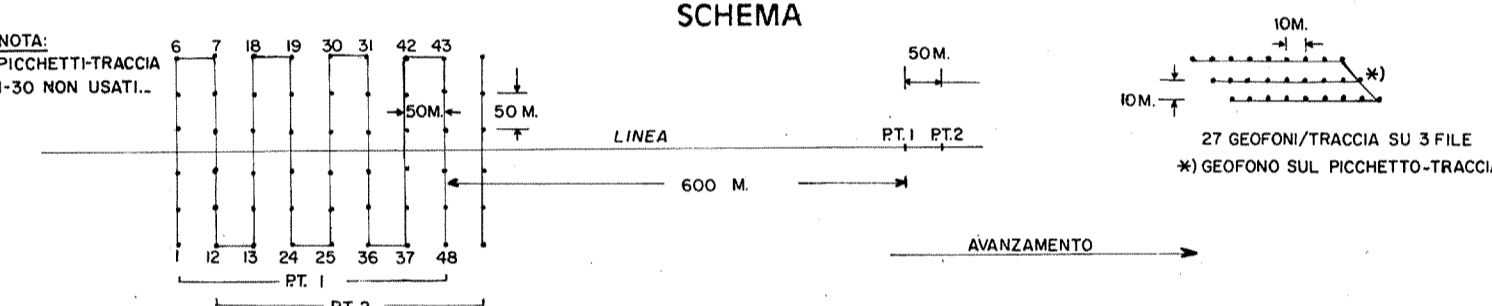 SCHEMA
NOTA:
PICCHETTI-TRACCIA
1-30 NON USATI..
6 7 18 19 30 31 42 43
50M.
50 M.
1 12 13 24 25 36 37 48
P.T. 1
P.T. 2
LINEA
600 M.
50M.
P.T.1 P.T.2
AVANZAMENTO
10M.
10M.
*)
27 GEOFONI/TRACCIA SU 3 FILE
*) GEOFONO SUL PICCHETTO-TRACCIA